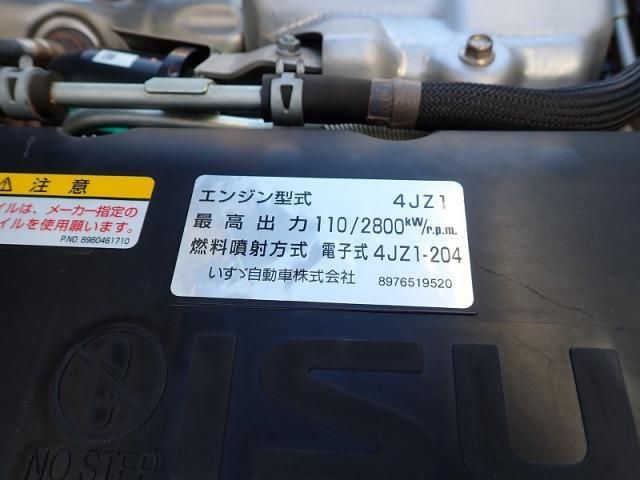 エンジン型式 4JZ1
最高出力 110/2800kW/r.p.m.
燃料噴射方式 電子式 4JZ1-204
いすゞ自動車株式会社 8976519520
注意
イルは、メーカー指定の
イルを使用願います。
P.NO. 8980461710
ISU
NO STEP